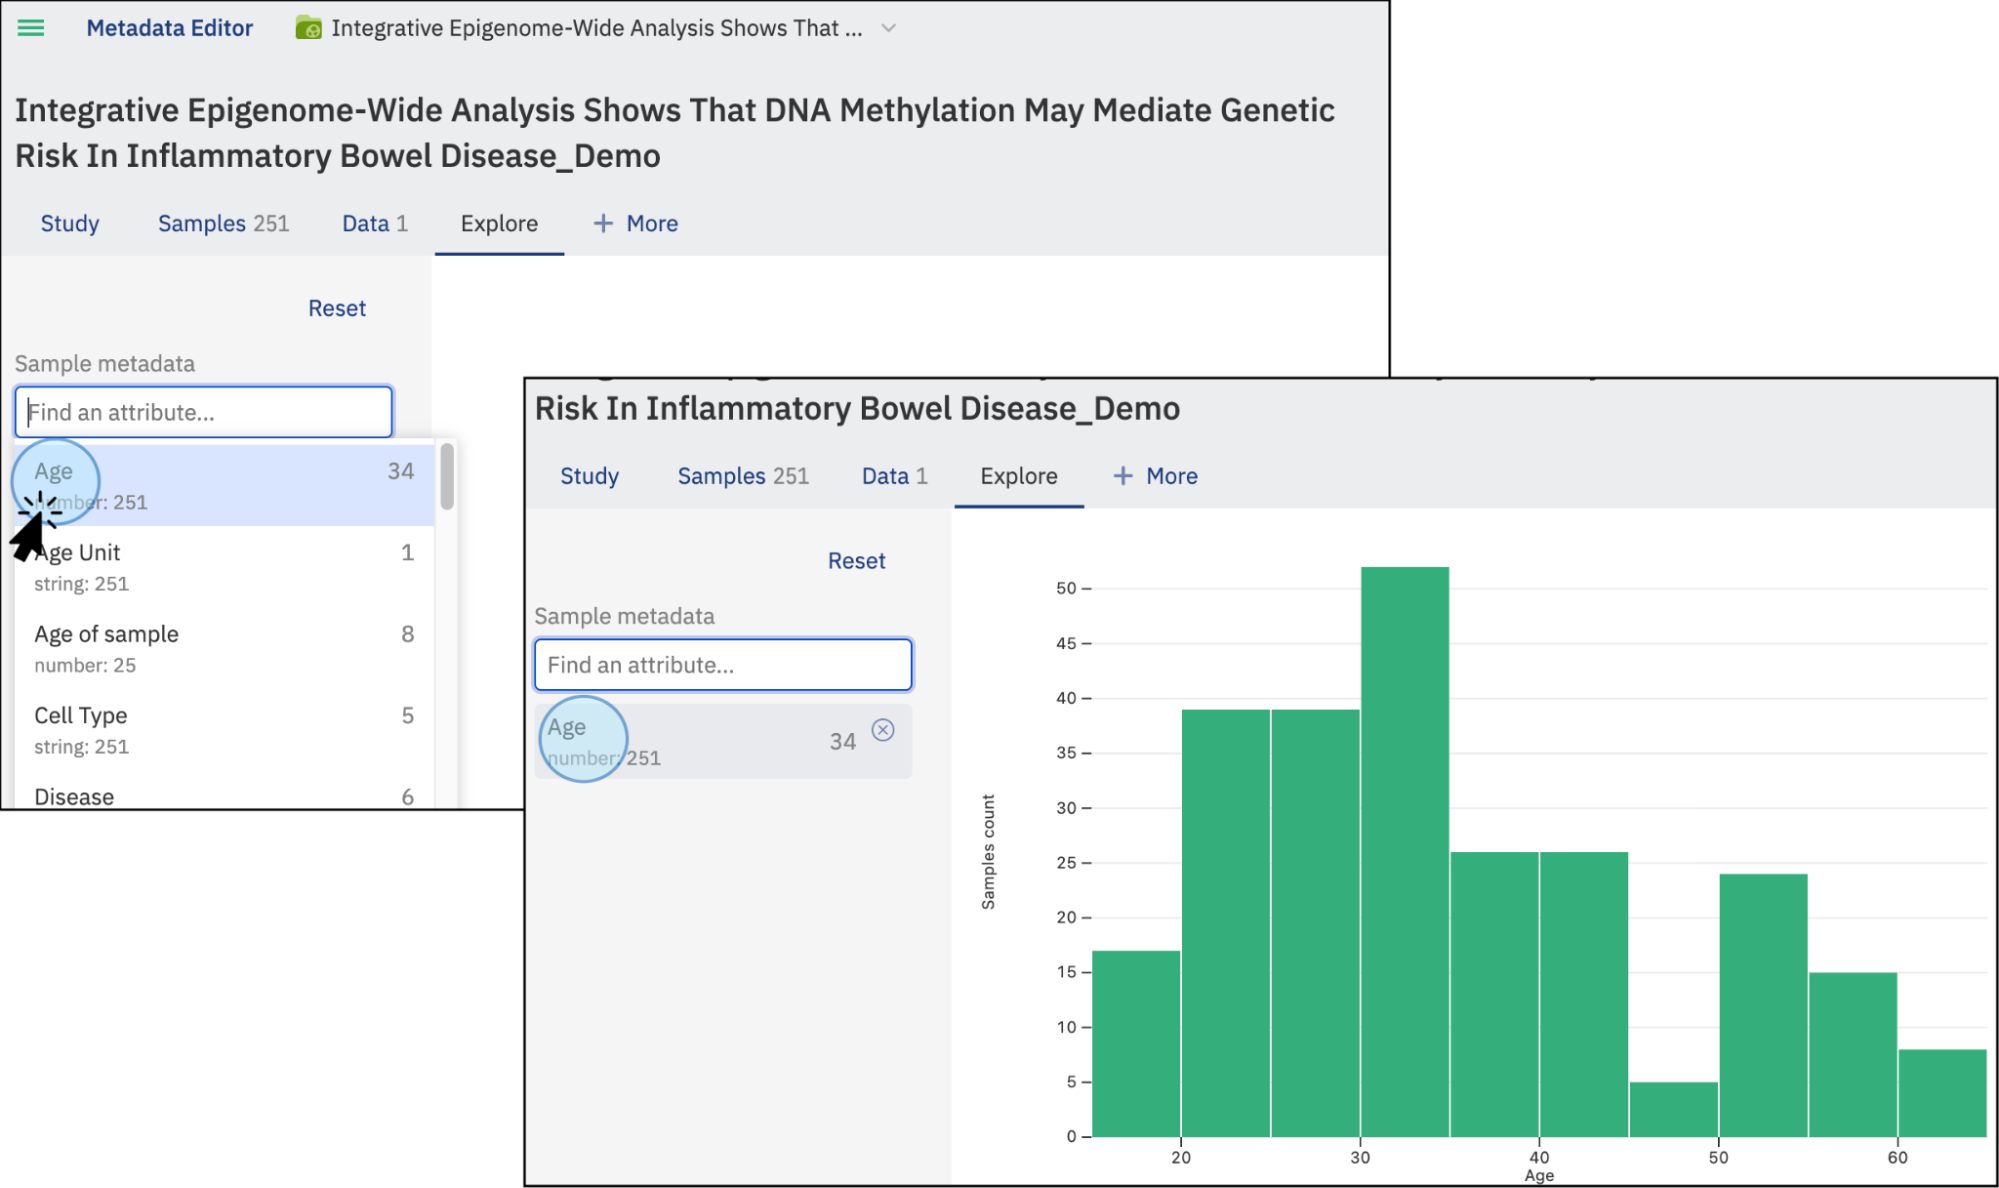 Metadata Editor
Integrative Epigenome-Wide Analysis Shows That ...
Integrative Epigenome-Wide Analysis Shows That DNA Methylation May Mediate Genetic
Risk In Inflammatory Bowel Disease_Demo
Study
Samples 251
Data 1
Explore
+ More
Reset
Sample metadata
Find an attribute...
Age
34
number: 251
Age Unit
1
string: 251
Age of sample
8
number: 25
Cell Type
5
string: 251
Disease
6
Risk In Inflammatory Bowel Disease_Demo
Study
Samples 251
Data 1
Explore
+ More
Reset
Sample metadata
Find an attribute...
Age
34
number: 251
50
45
40
35
30
25
20
15
10
5
0
Samples count
20
30
40
50
60
Age